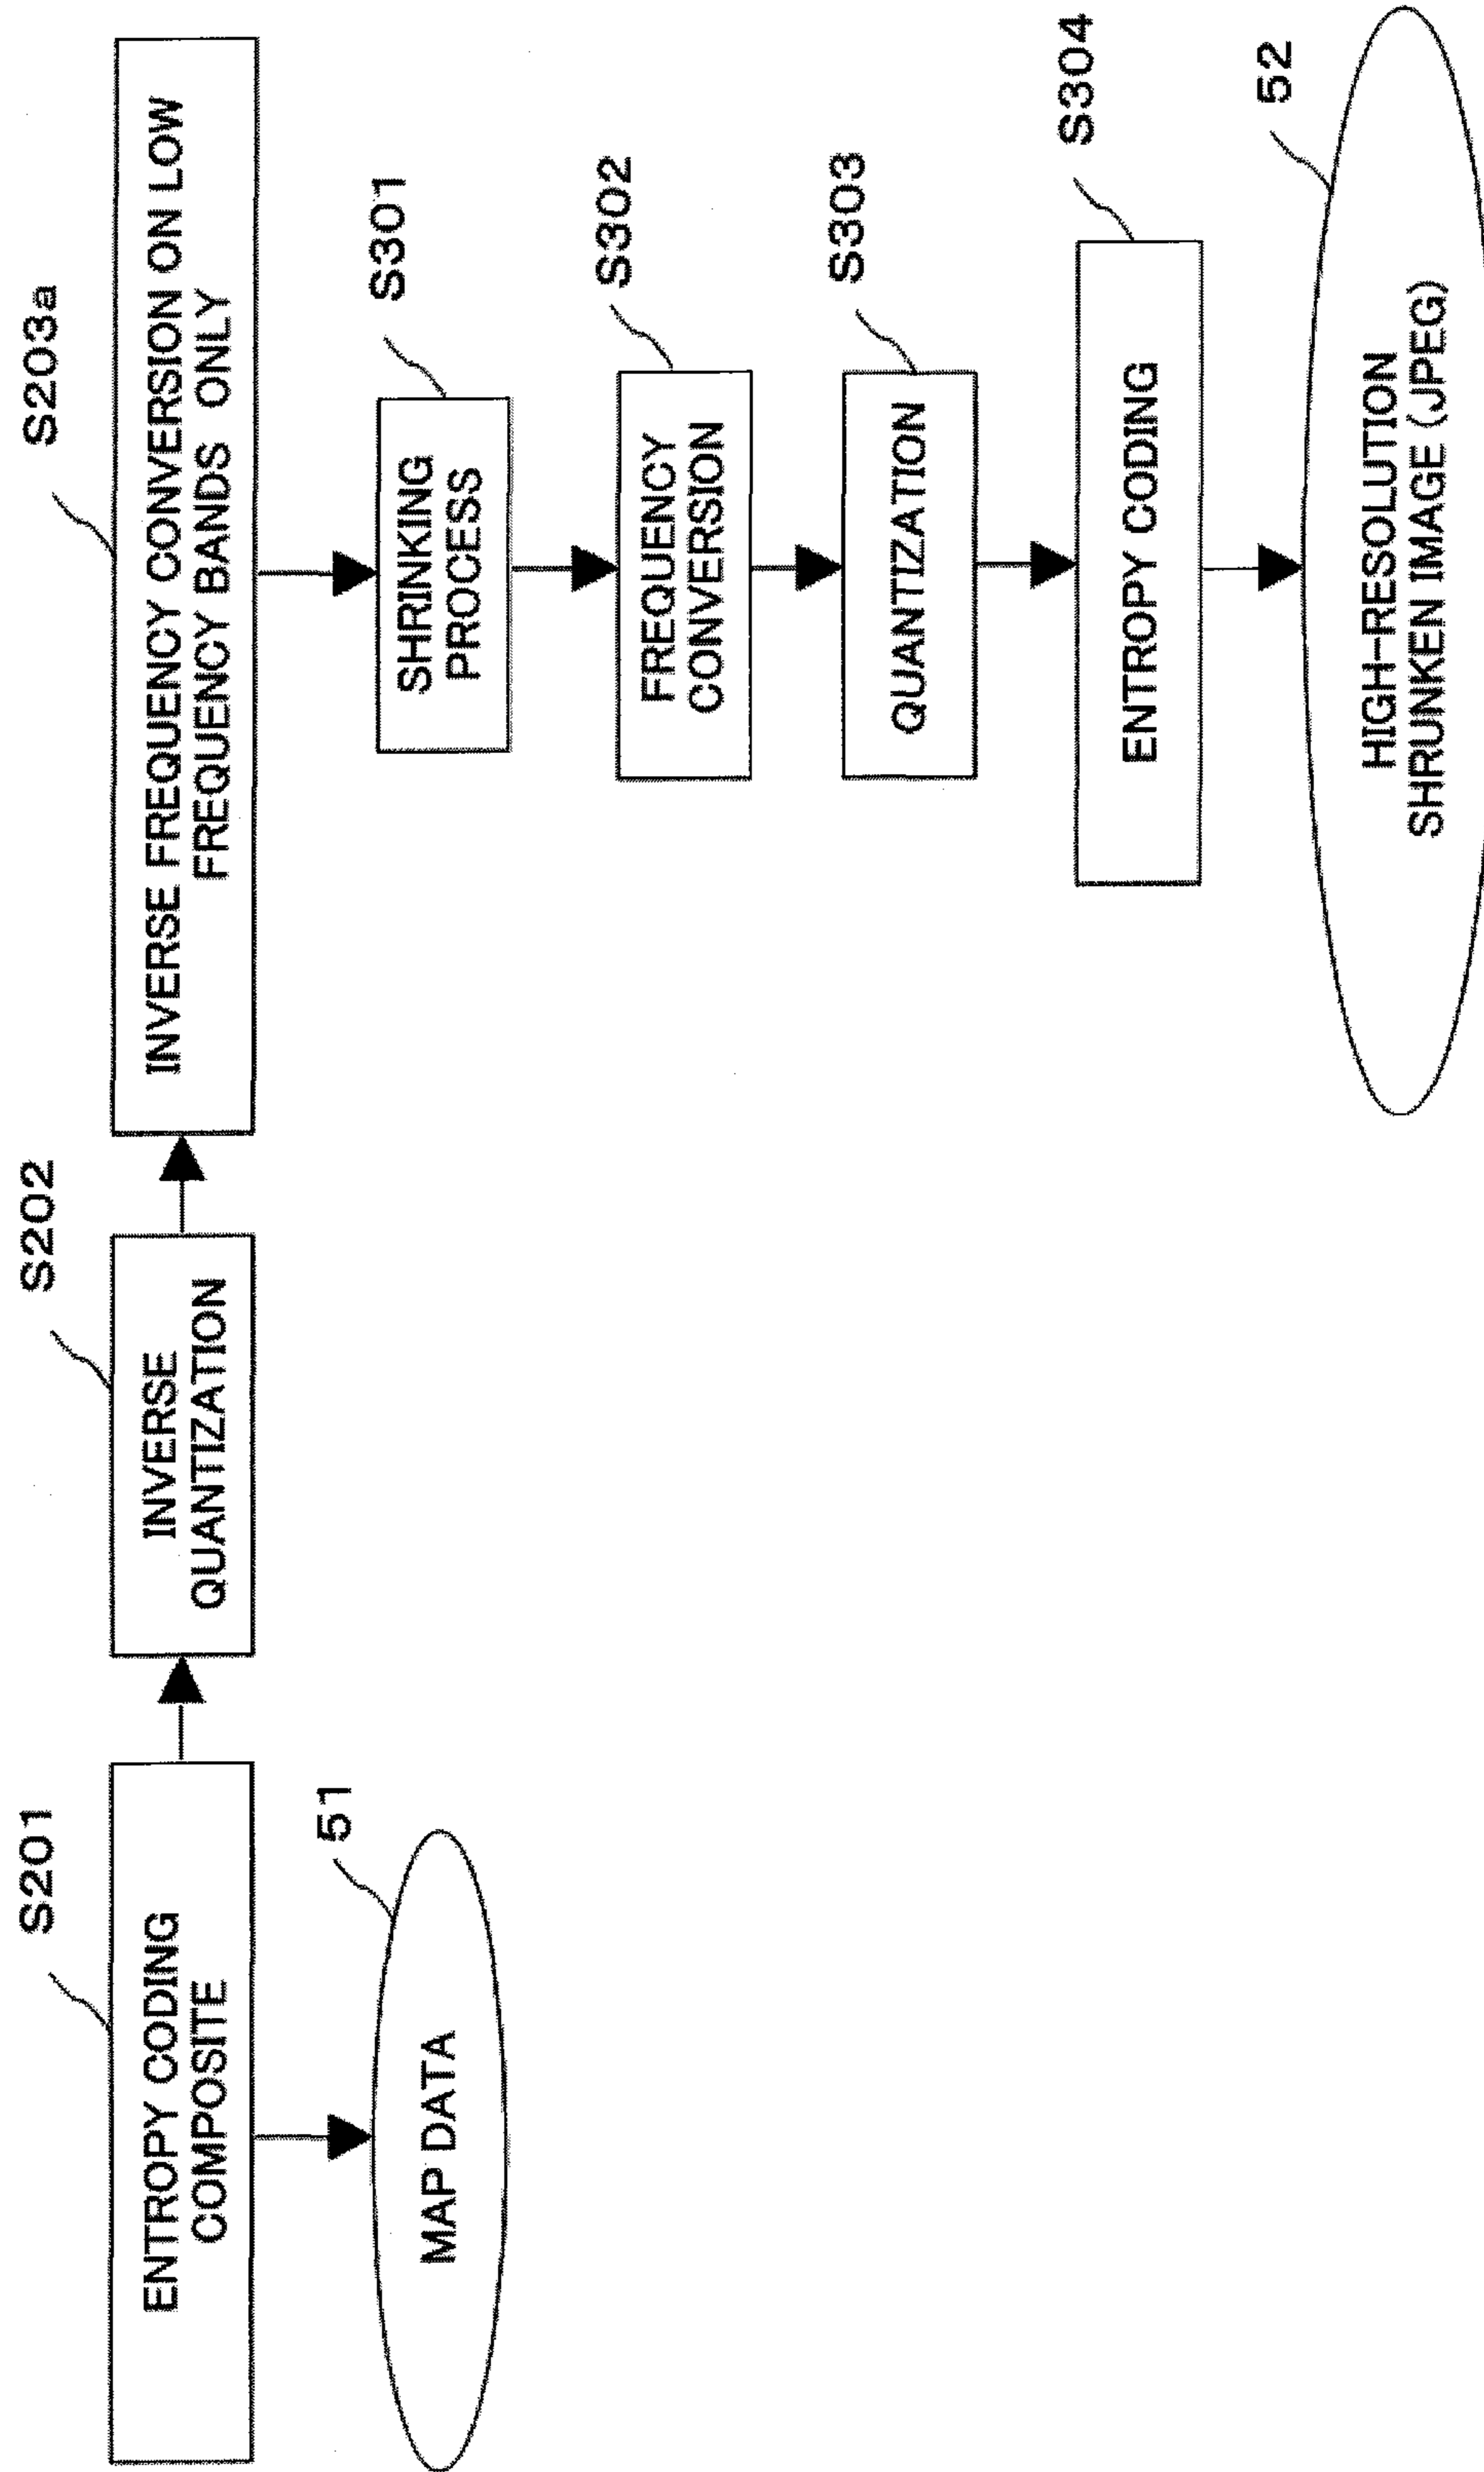 S201
ENTROPY CODING
COMPOSITE
51
MAP DATA
S202
INVERSE
QUANTIZATION
S203a
INVERSE FREQUENCY CONVERSION ON LOW
FREQUENCY BANDS ONLY
S301
SHRINKING
PROCESS
S302
FREQUENCY
CONVERSION
S303
QUANTIZATION
S304
ENTROPY CODING
52
HIGH-RESOLUTION
SHRUNKEN IMAGE (JPEG)